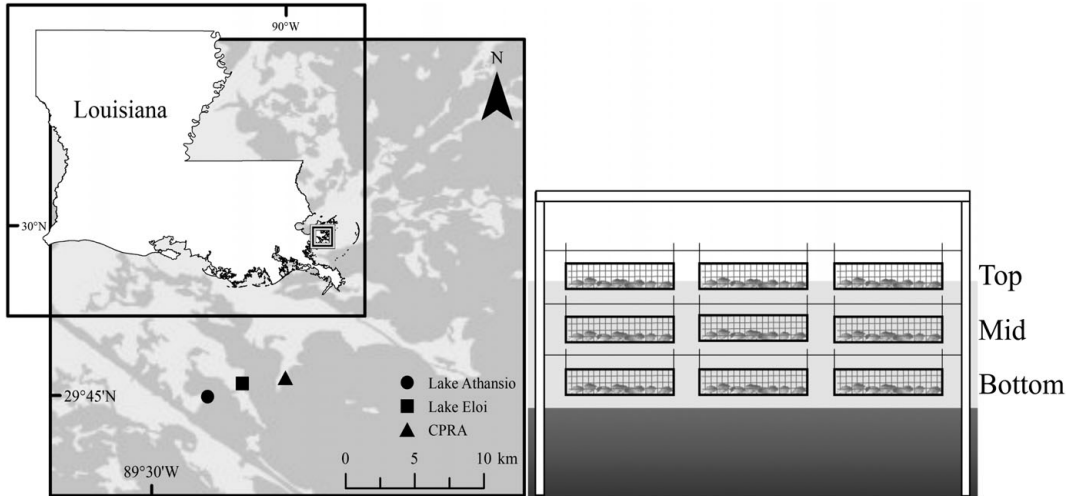 90°W
Louisiana
30°N
N
29°45'N
89°30'W
Lake Athansio
Lake Eloi
CPRA
0 5 10 km
Top
Mid
Bottom